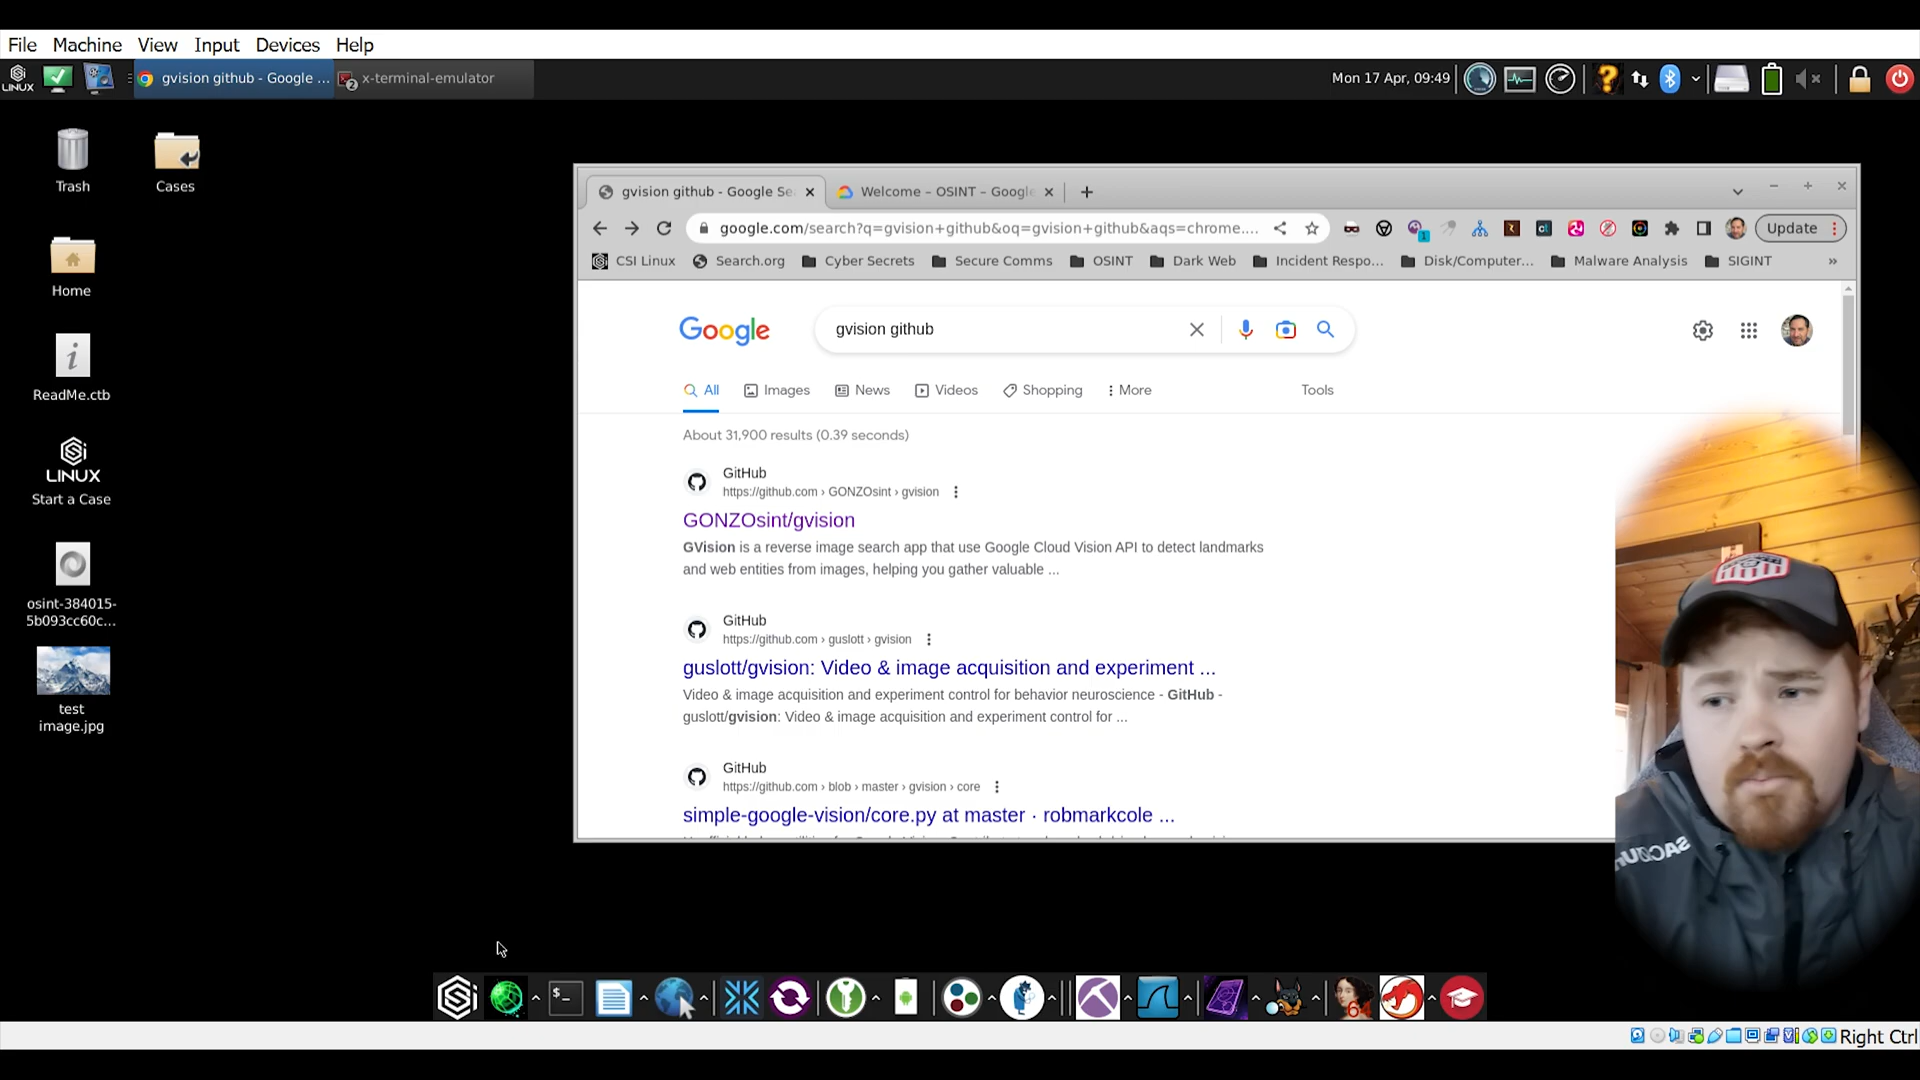 File Machine View Input Devices Help
LINUX
gvision github - Google ...
2 x-terminal-emulator
Mon 17 Apr, 09:49
Trash
Cases
Home
ReadMe.ctb
LINUX
Start a Case
osint-384015-
5b093cc60c...
test
image.jpg
gvision github - Google Se
Welcome – OSINT – Google
google.com/search?q=gvision+github&oq=gvision+github&aqs=chrome....
1
Update
CSI Linux Search.org Cyber Secrets Secure Comms OSINT Dark Web Incident Respo... Disk/Computer... Malware Analysis SIGINT »
Google
gvision github
All Images News Videos Shopping More Tools
About 31,900 results (0.39 seconds)
GitHub
https://github.com › GONZOsint › gvision
GONZOsint/gvision
GVision is a reverse image search app that use Google Cloud Vision API to detect landmarks
and web entities from images, helping you gather valuable ...
GitHub
https://github.com › guslott › gvision
guslott/gvision: Video & image acquisition and experiment ...
Video & image acquisition and experiment control for behavior neuroscience - GitHub -
guslott/gvision: Video & image acquisition and experiment control for ...
GitHub
https://github.com › blob › master › gvision › core
simple-google-vision/core.py at master · robmarkcole ...
$_
64
Right Ctrl